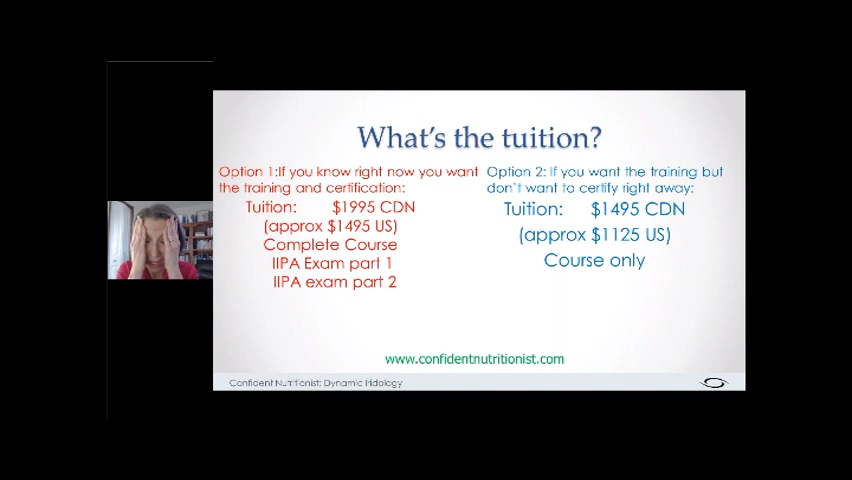 What's the tuition?
Option 1:If you know right now you want
the training and certification:
Tuition: $1995 CDN
(approx $1495 US)
Complete Course
IIPA Exam part 1
IIPA exam part 2
Option 2: If you want the training but
don't want to certify right away:
Tuition: $1495 CDN
(approx $1125 US)
Course only
www.confidentnutritionist.com
Confident Nutritionist: Dynamic Iridology